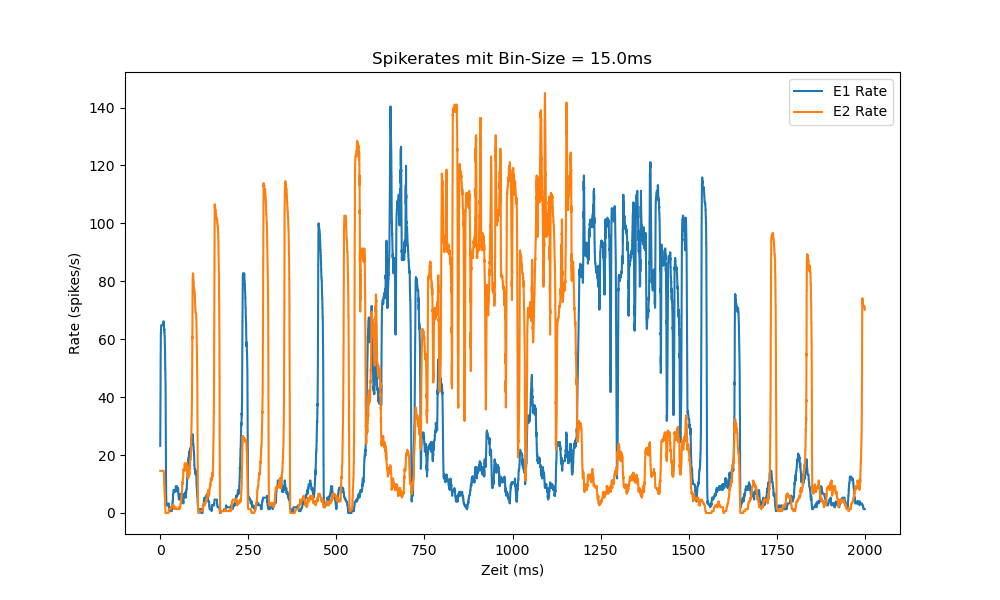 Spikerates mit Bin-Size = 15.0ms
E1 Rate
E2 Rate
Rate (spikes/s)
140
120
100
80
60
40
20
0
0 250 500 750 1000 1250 1500 1750 2000
Zeit (ms)